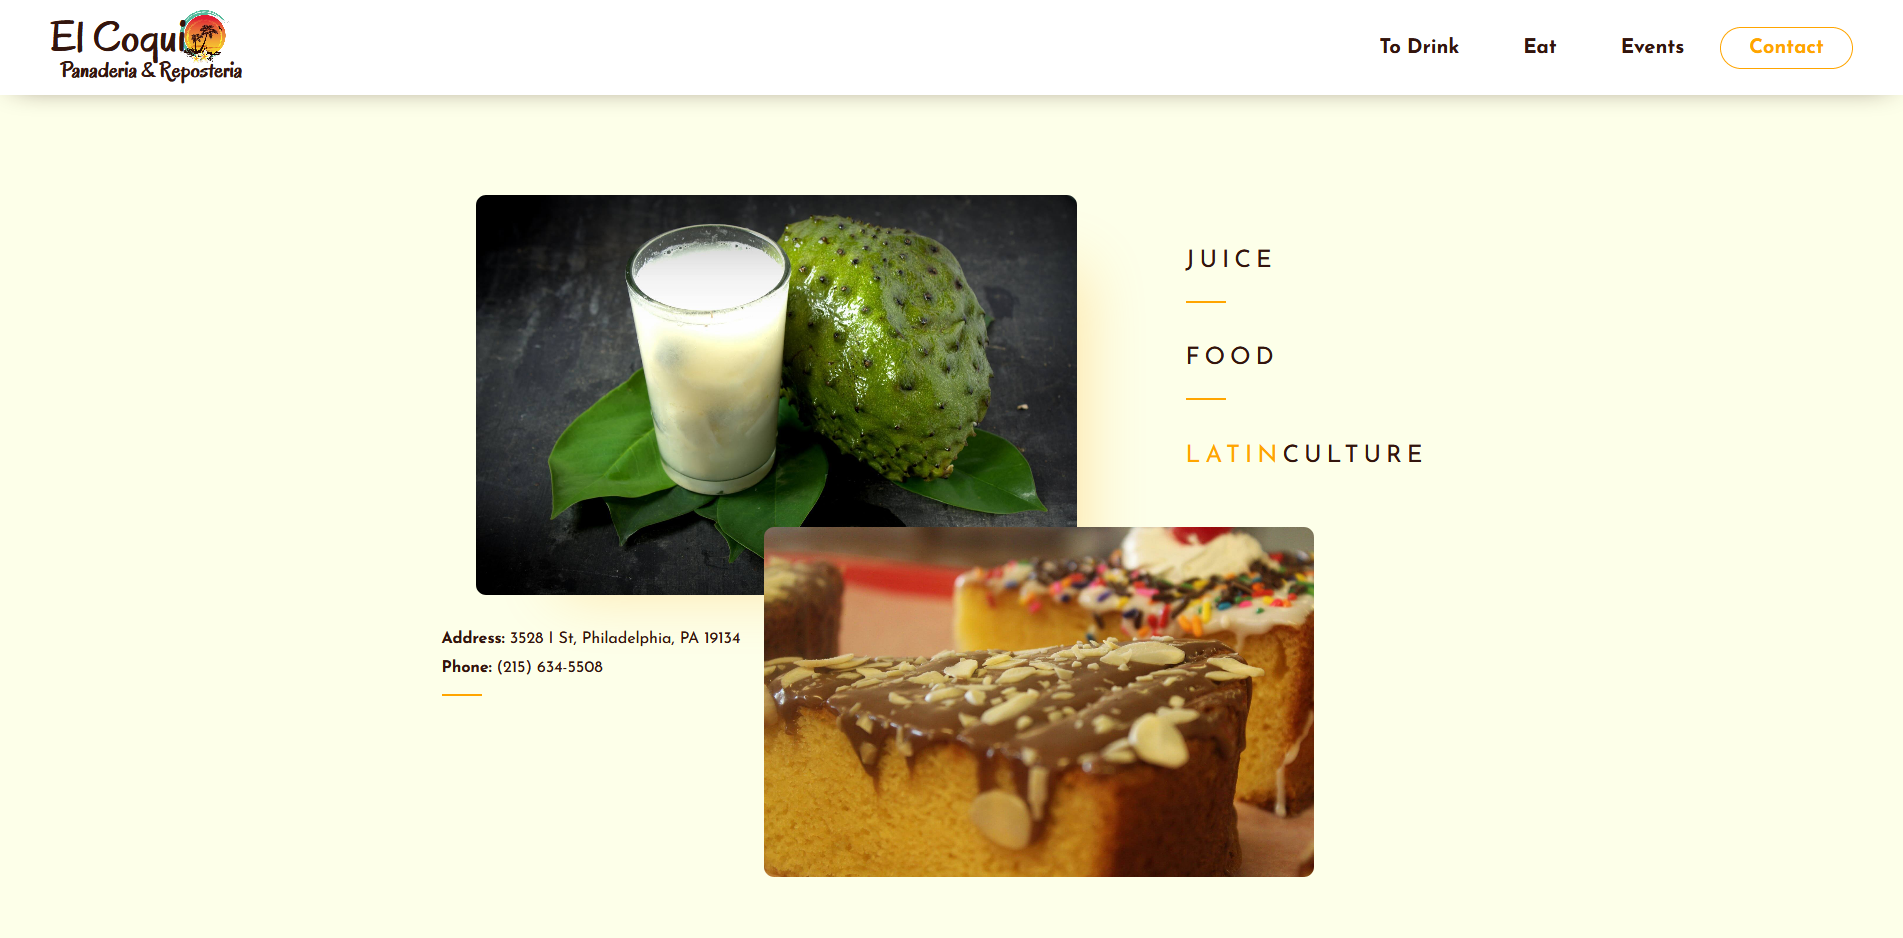 El Coqui
Panaderia & Reposteria
To Drink
Eat
Events
Contact
JUICE
FOOD
LATINCULTURE
Address: 3528 I St, Philadelphia, PA 19134
Phone: (215) 634-5508